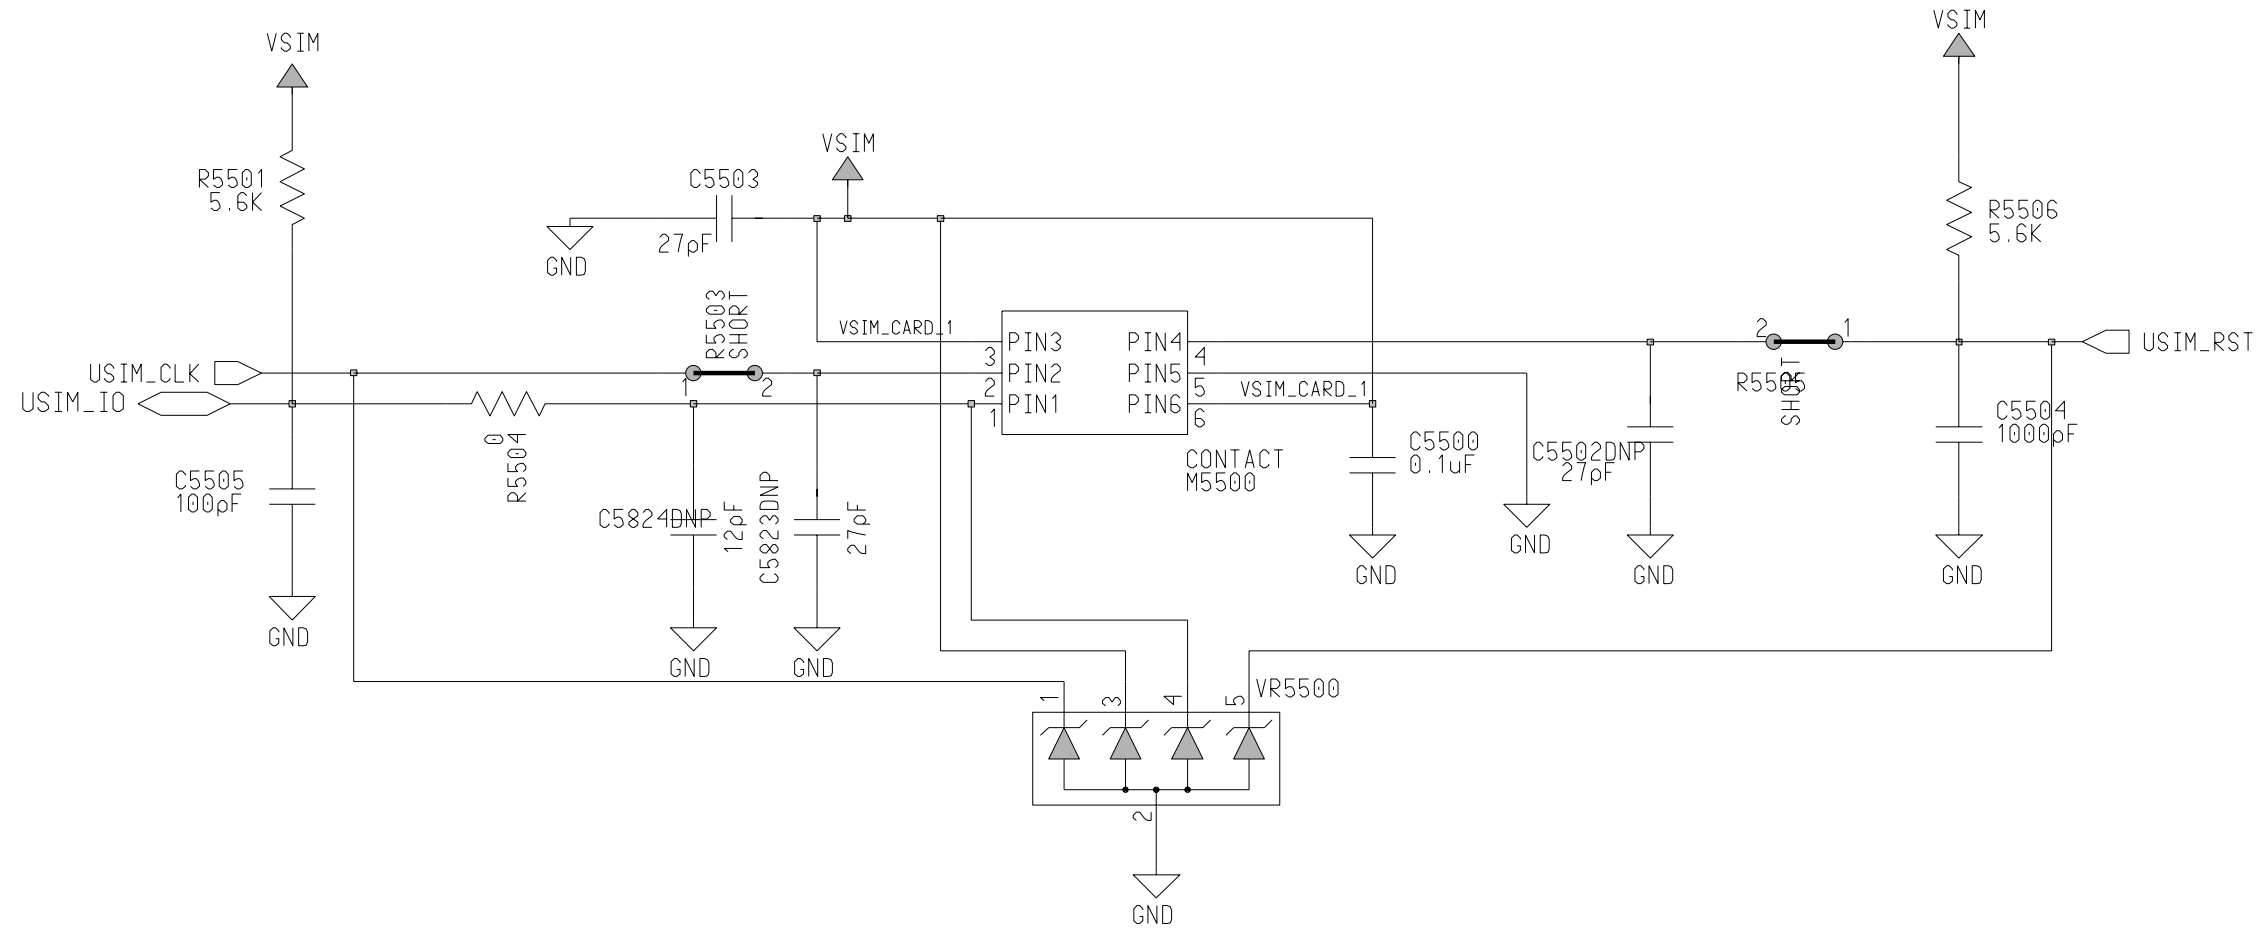 VSIM
VSIM
VSIM
C5503
R5501
5.6K
27pF
GND
R5506
5.6K
R5503
SHORT
VSIM_CARD_1
PIN3
3
PIN4
4
2
1
USIM_RST
USIM_CLK
1
2
PIN2
2
PIN5
5
USIM_IO
PIN1
1
PIN6
6
VSIM_CARD_1
SHORT
0
R5504
C5504
1000pF
C5505
100pF
CONTACT
M5500
C5500
0.1uF
C5502DNP
27pF
C5824DNP
12pF
C5823DNP
27pF
GND
GND
GND
GND
GND
GND
GND
1
3
4
5
VR5500
2
GND